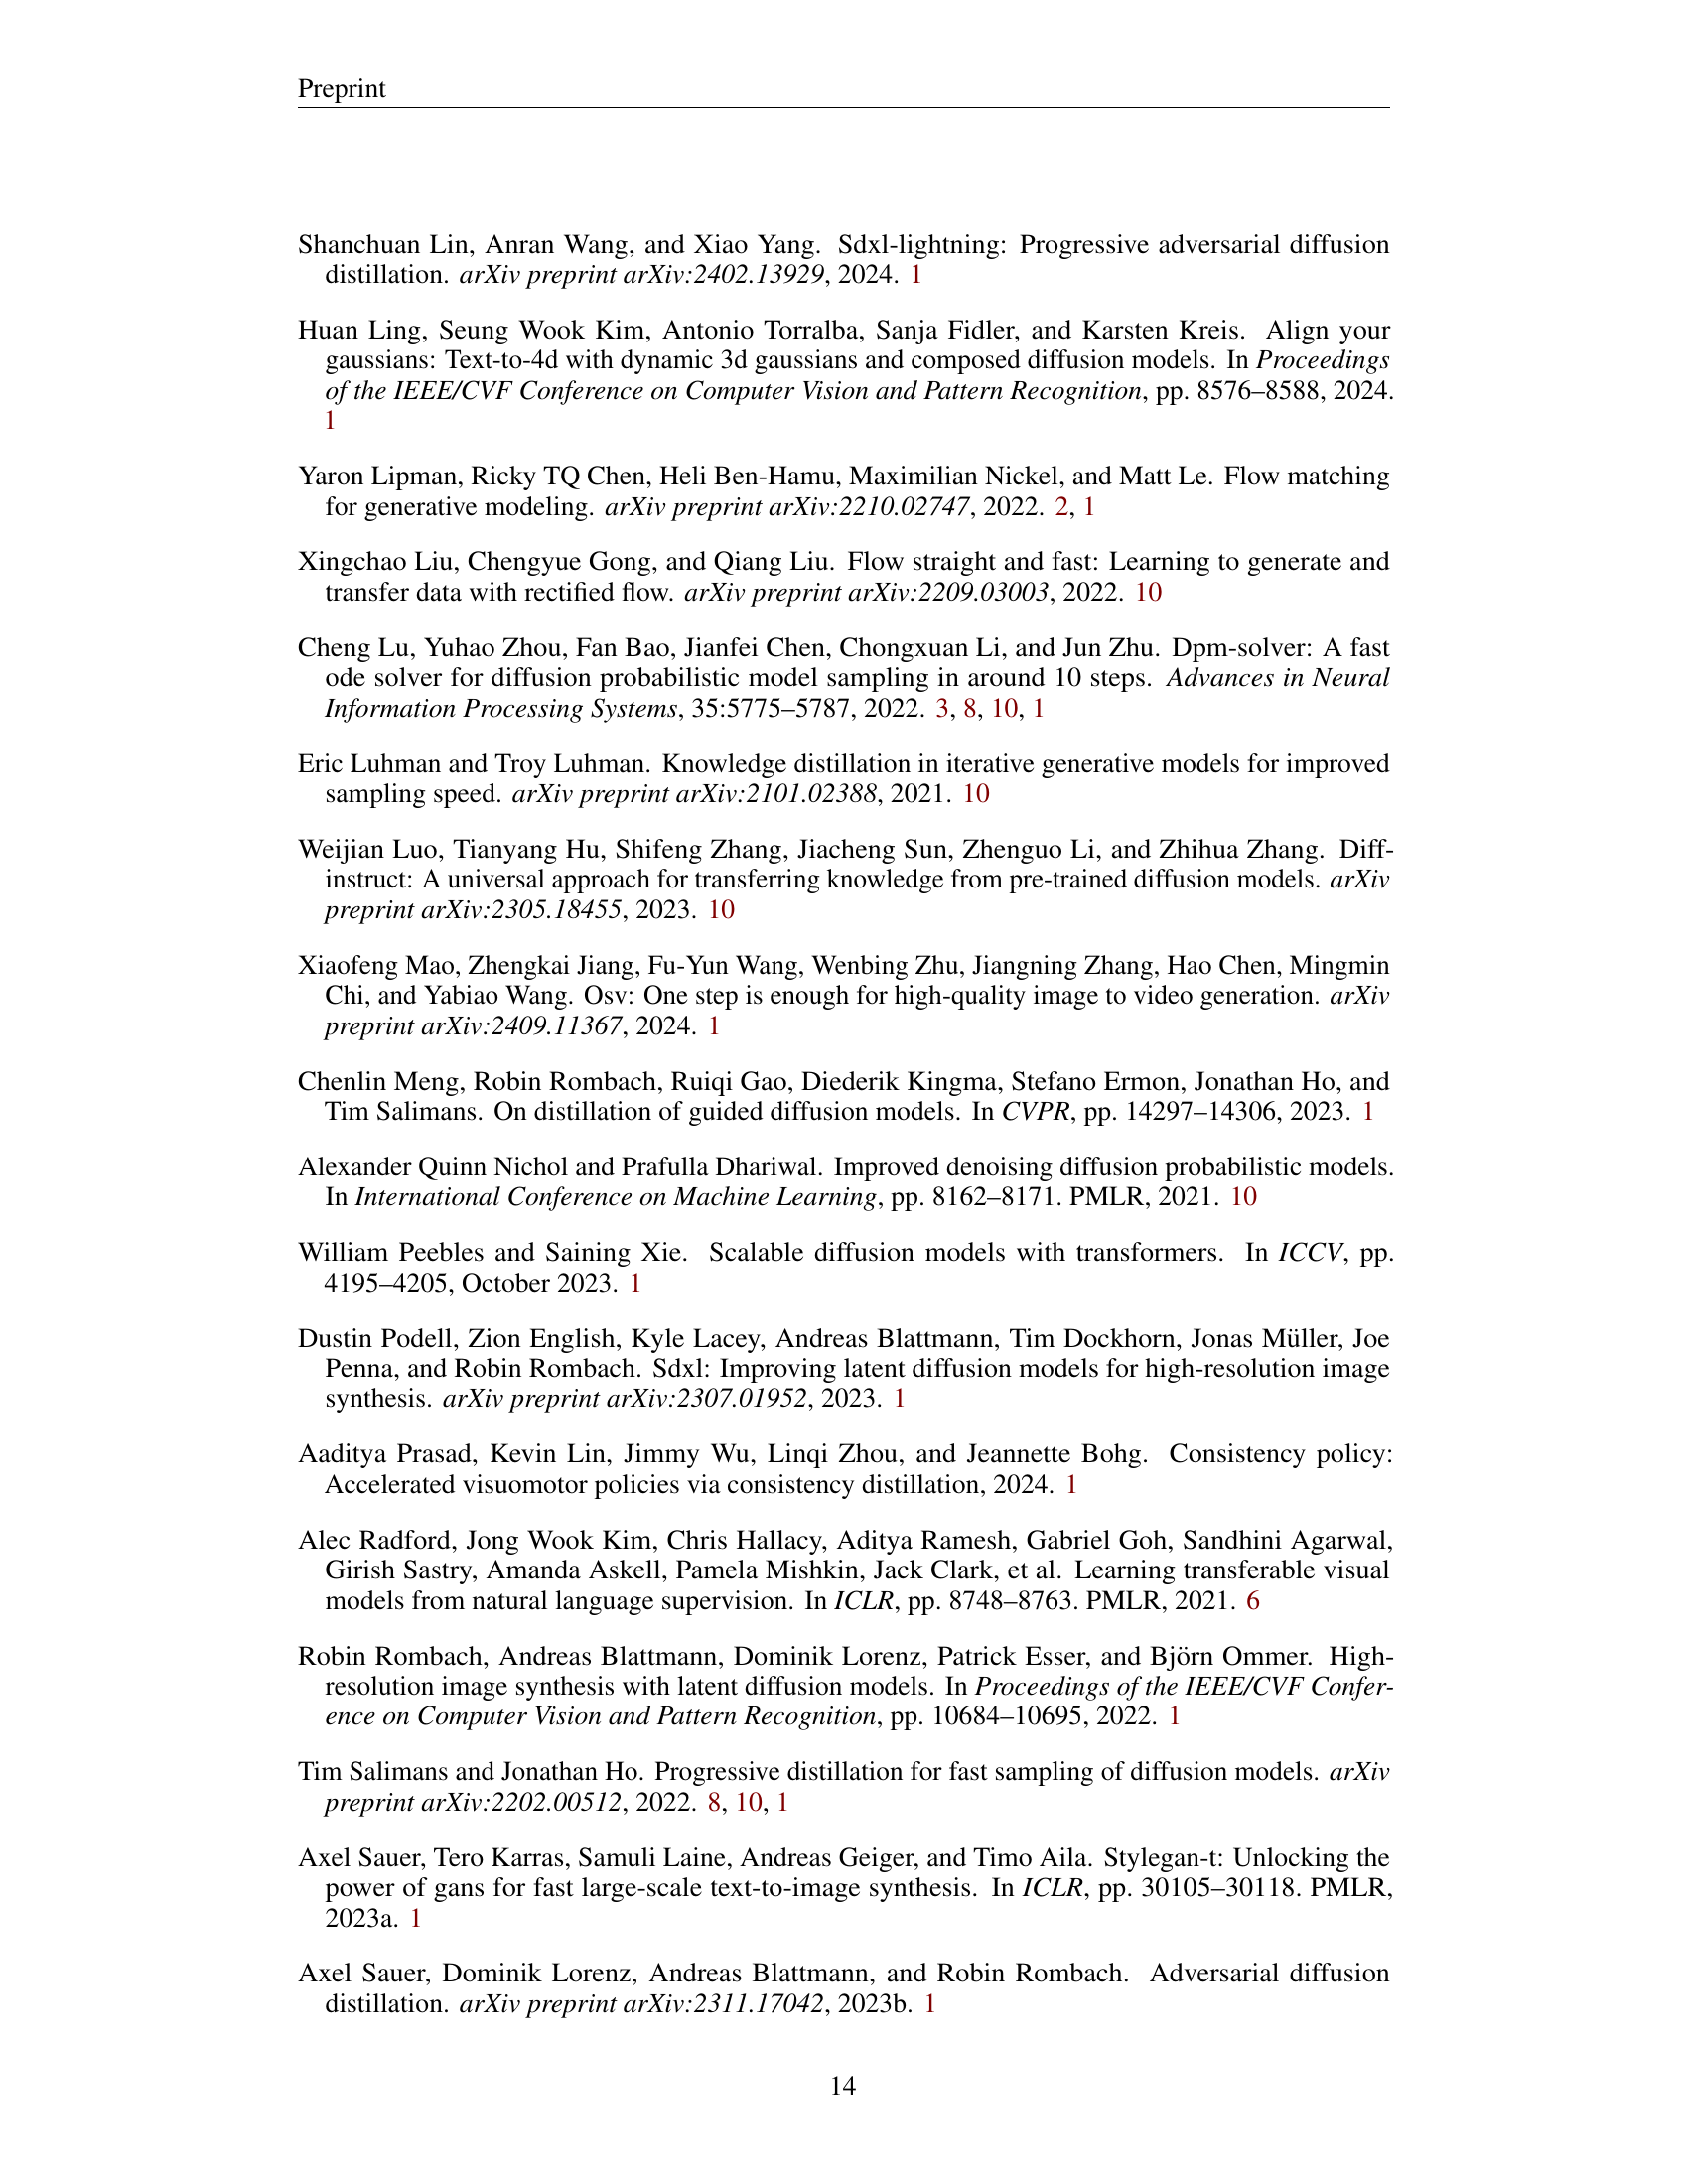 Preprint
Shanchuan Lin, Anran Wang, and Xiao Yang. Sdxl-lightning: Progressive adversarial diffusion
distillation. arXiv preprint arXiv:2402.13929, 2024. 1
Huan Ling, Seung Wook Kim, Antonio Torralba, Sanja Fidler, and Karsten Kreis. Align your
gaussians: Text-to-4d with dynamic 3d gaussians and composed diffusion models. In Proceedings
of the IEEE/CVF Conference on Computer Vision and Pattern Recognition, pp. 8576–8588, 2024.
1
Yaron Lipman, Ricky TQ Chen, Heli Ben-Hamu, Maximilian Nickel, and Matt Le. Flow matching
for generative modeling. arXiv preprint arXiv:2210.02747, 2022. 2, 1
Xingchao Liu, Chengyue Gong, and Qiang Liu. Flow straight and fast: Learning to generate and
transfer data with rectified flow. arXiv preprint arXiv:2209.03003, 2022. 10
Cheng Lu, Yuhao Zhou, Fan Bao, Jianfei Chen, Chongxuan Li, and Jun Zhu. Dpm-solver: A fast
ode solver for diffusion probabilistic model sampling in around 10 steps. Advances in Neural
Information Processing Systems, 35:5775–5787, 2022. 3, 8, 10, 1
Eric Luhman and Troy Luhman. Knowledge distillation in iterative generative models for improved
sampling speed. arXiv preprint arXiv:2101.02388, 2021. 10
Weijian Luo, Tianyang Hu, Shifeng Zhang, Jiacheng Sun, Zhenguo Li, and Zhihua Zhang. Diff-
instruct: A universal approach for transferring knowledge from pre-trained diffusion models. arXiv
preprint arXiv:2305.18455, 2023. 10
Xiaofeng Mao, Zhengkai Jiang, Fu-Yun Wang, Wenbing Zhu, Jiangning Zhang, Hao Chen, Mingmin
Chi, and Yabiao Wang. Osv: One step is enough for high-quality image to video generation. arXiv
preprint arXiv:2409.11367, 2024. 1
Chenlin Meng, Robin Rombach, Ruiqi Gao, Diederik Kingma, Stefano Ermon, Jonathan Ho, and
Tim Salimans. On distillation of guided diffusion models. In CVPR, pp. 14297–14306, 2023. 1
Alexander Quinn Nichol and Prafulla Dhariwal. Improved denoising diffusion probabilistic models.
In International Conference on Machine Learning, pp. 8162–8171. PMLR, 2021. 10
William Peebles and Saining Xie. Scalable diffusion models with transformers. In ICCV, pp.
4195–4205, October 2023. 1
Dustin Podell, Zion English, Kyle Lacey, Andreas Blattmann, Tim Dockhorn, Jonas Müller, Joe
Penna, and Robin Rombach. Sdxl: Improving latent diffusion models for high-resolution image
synthesis. arXiv preprint arXiv:2307.01952, 2023. 1
Aaditya Prasad, Kevin Lin, Jimmy Wu, Linqi Zhou, and Jeannette Bohg. Consistency policy:
Accelerated visuomotor policies via consistency distillation, 2024. 1
Alec Radford, Jong Wook Kim, Chris Hallacy, Aditya Ramesh, Gabriel Goh, Sandhini Agarwal,
Girish Sastry, Amanda Askell, Pamela Mishkin, Jack Clark, et al. Learning transferable visual
models from natural language supervision. In ICLR, pp. 8748–8763. PMLR, 2021. 6
Robin Rombach, Andreas Blattmann, Dominik Lorenz, Patrick Esser, and Björn Ommer. High-
resolution image synthesis with latent diffusion models. In Proceedings of the IEEE/CVF Confer-
ence on Computer Vision and Pattern Recognition, pp. 10684–10695, 2022. 1
Tim Salimans and Jonathan Ho. Progressive distillation for fast sampling of diffusion models. arXiv
preprint arXiv:2202.00512, 2022. 8, 10, 1
Axel Sauer, Tero Karras, Samuli Laine, Andreas Geiger, and Timo Aila. Stylegan-t: Unlocking the
power of gans for fast large-scale text-to-image synthesis. In ICLR, pp. 30105–30118. PMLR,
2023a. 1
Axel Sauer, Dominik Lorenz, Andreas Blattmann, and Robin Rombach. Adversarial diffusion
distillation. arXiv preprint arXiv:2311.17042, 2023b. 1
14